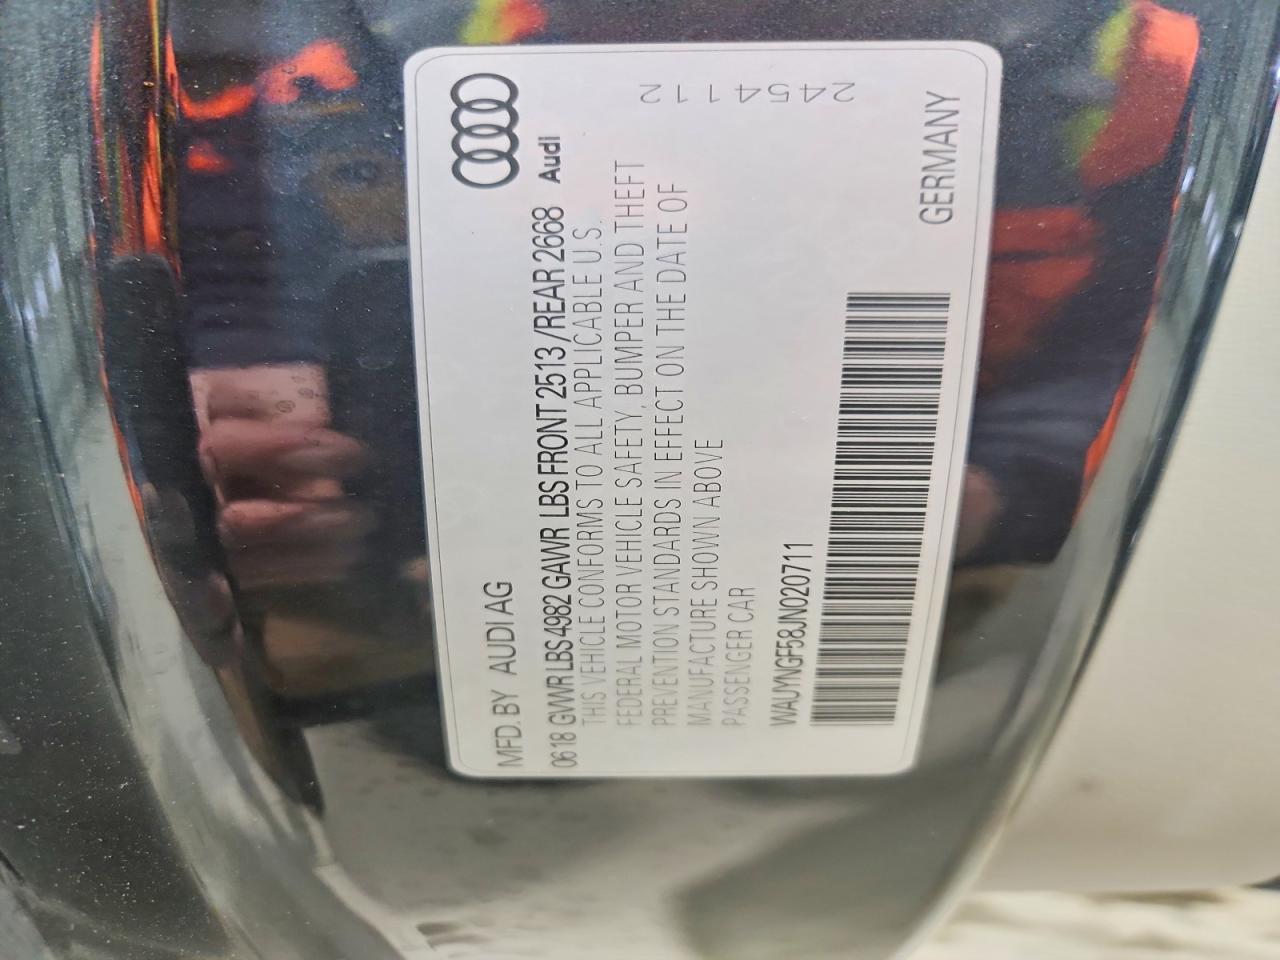 MFD. BY AUDI AG
Audi
0618 GVWR LBS 4982 GAWR LBS FRONT 2513 /REAR 2668
THIS VEHICLE CONFORMS TO ALL APPLICABLE U.S.
FEDERAL MOTOR VEHICLE SAFETY, BUMPER AND THEFT
PREVENTION STANDARDS IN EFFECT ON THE DATE OF
MANUFACTURE SHOWN ABOVE
PASSENGER CAR
WAUYNGF58JN020711
GERMANY
2454112